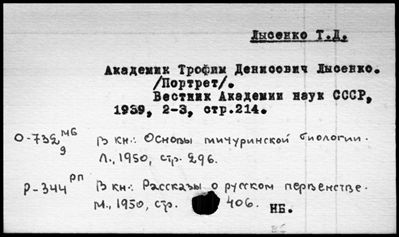 Лысенко Т.Д.
Академик Трофим Денисович Лысенко.
/Портрет/.
Вестник Академии наук СССР,
1939, 2-3, стр.214.
О-732 мб
9
В кн.: Основы мичуринской биологии.
Л., 1950, стр. 296.
Р-344 рп
В кн.: Рассказы о русском первенстве.
М., 1950, стр. 406. НБ.